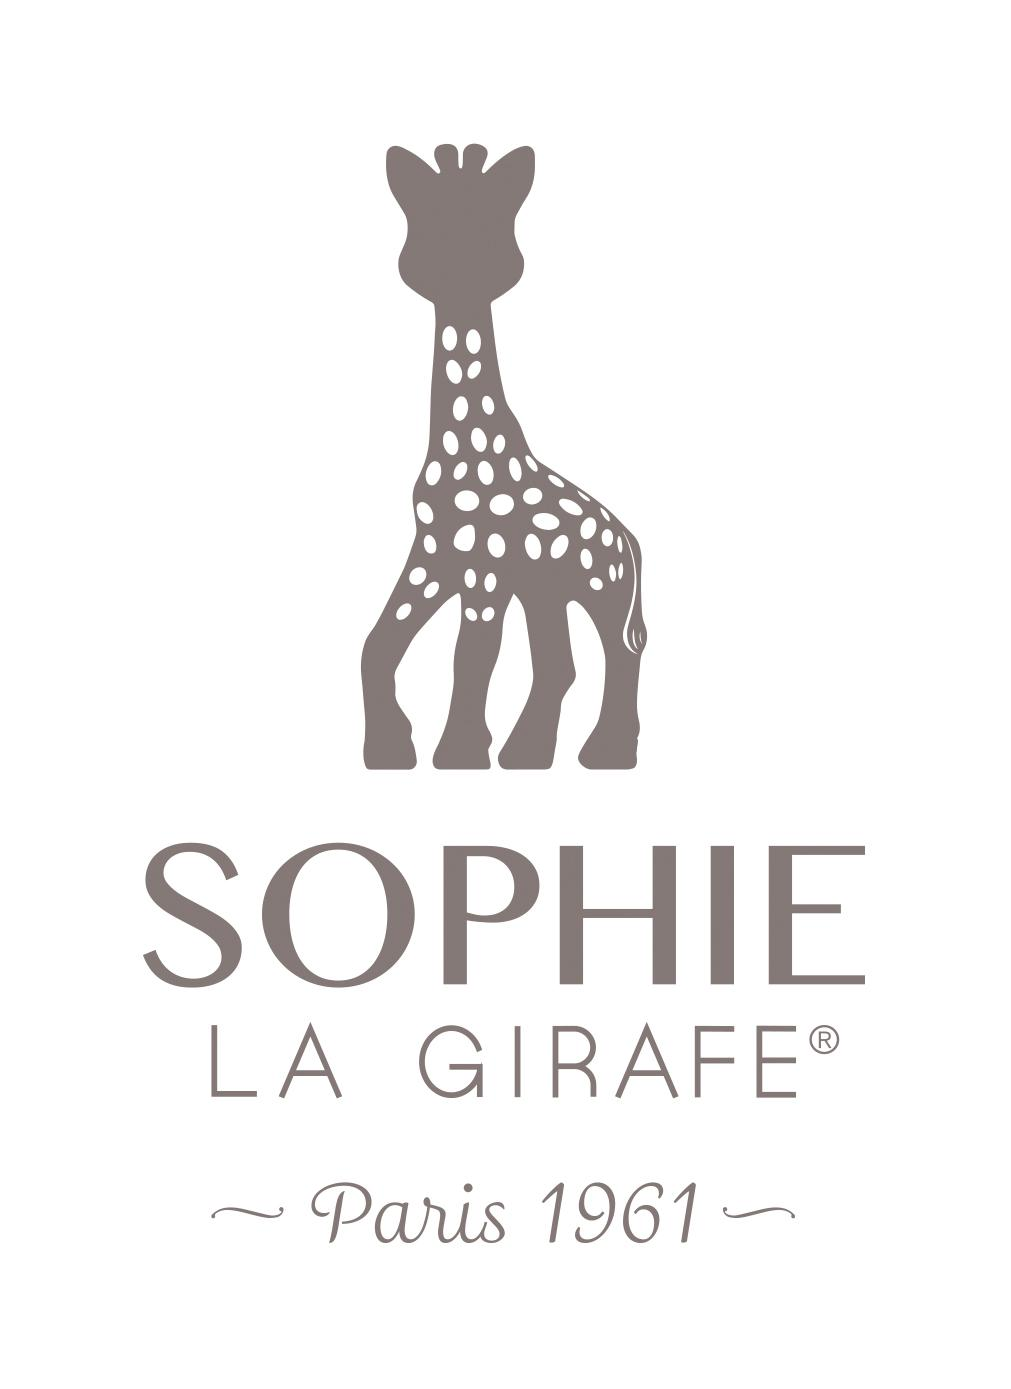 SOPHIE
LA GIRAFE®
~ Paris 1961 ~